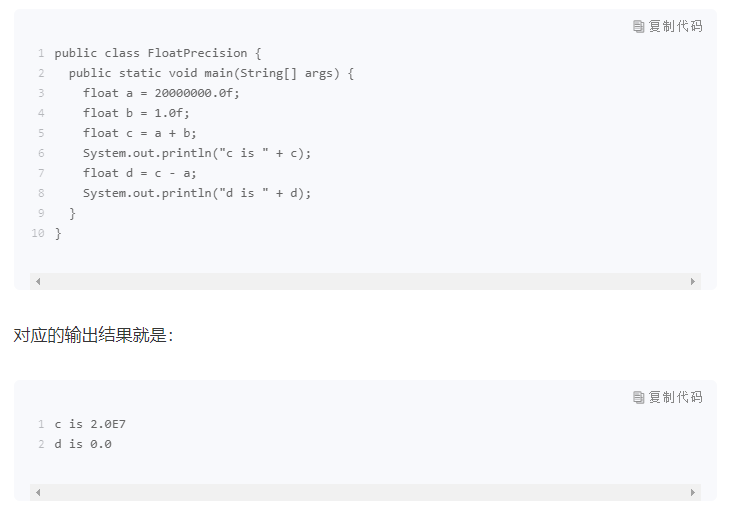 复制代码
1 public class FloatPrecision {
2   public static void main(String[] args) {
3     float a = 20000000.0f;
4     float b = 1.0f;
5     float c = a + b;
6     System.out.println("c is " + c);
7     float d = c - a;
8     System.out.println("d is " + d);
9   }
10 }
对应的输出结果就是：
复制代码
1 c is 2.0E7
2 d is 0.0